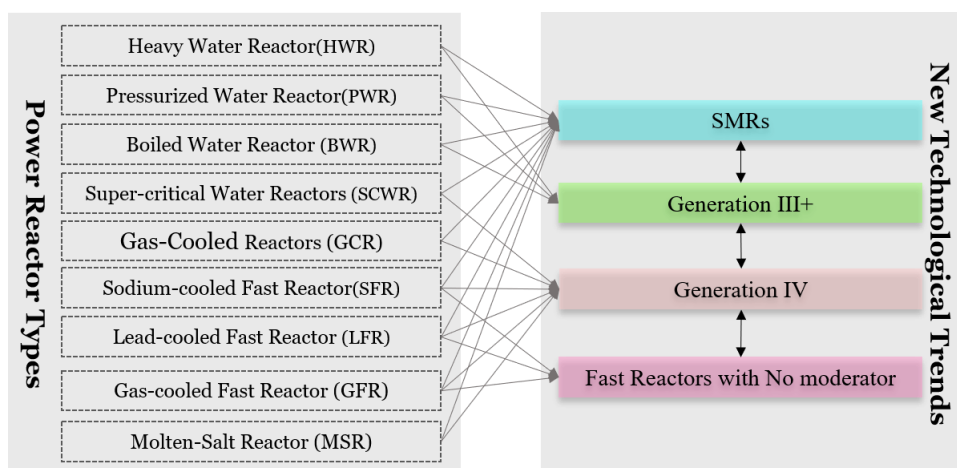 Power Reactor Types
Heavy Water Reactor(HWR)
Pressurized Water Reactor(PWR)
Boiled Water Reactor (BWR)
Super-critical Water Reactors (SCWR)
Gas-Cooled Reactors (GCR)
Sodium-cooled Fast Reactor(SFR)
Lead-cooled Fast Reactor (LFR)
Gas-cooled Fast Reactor (GFR)
Molten-Salt Reactor (MSR)
SMRs
Generation III+
Generation IV
Fast Reactors with No moderator
New Technological Trends